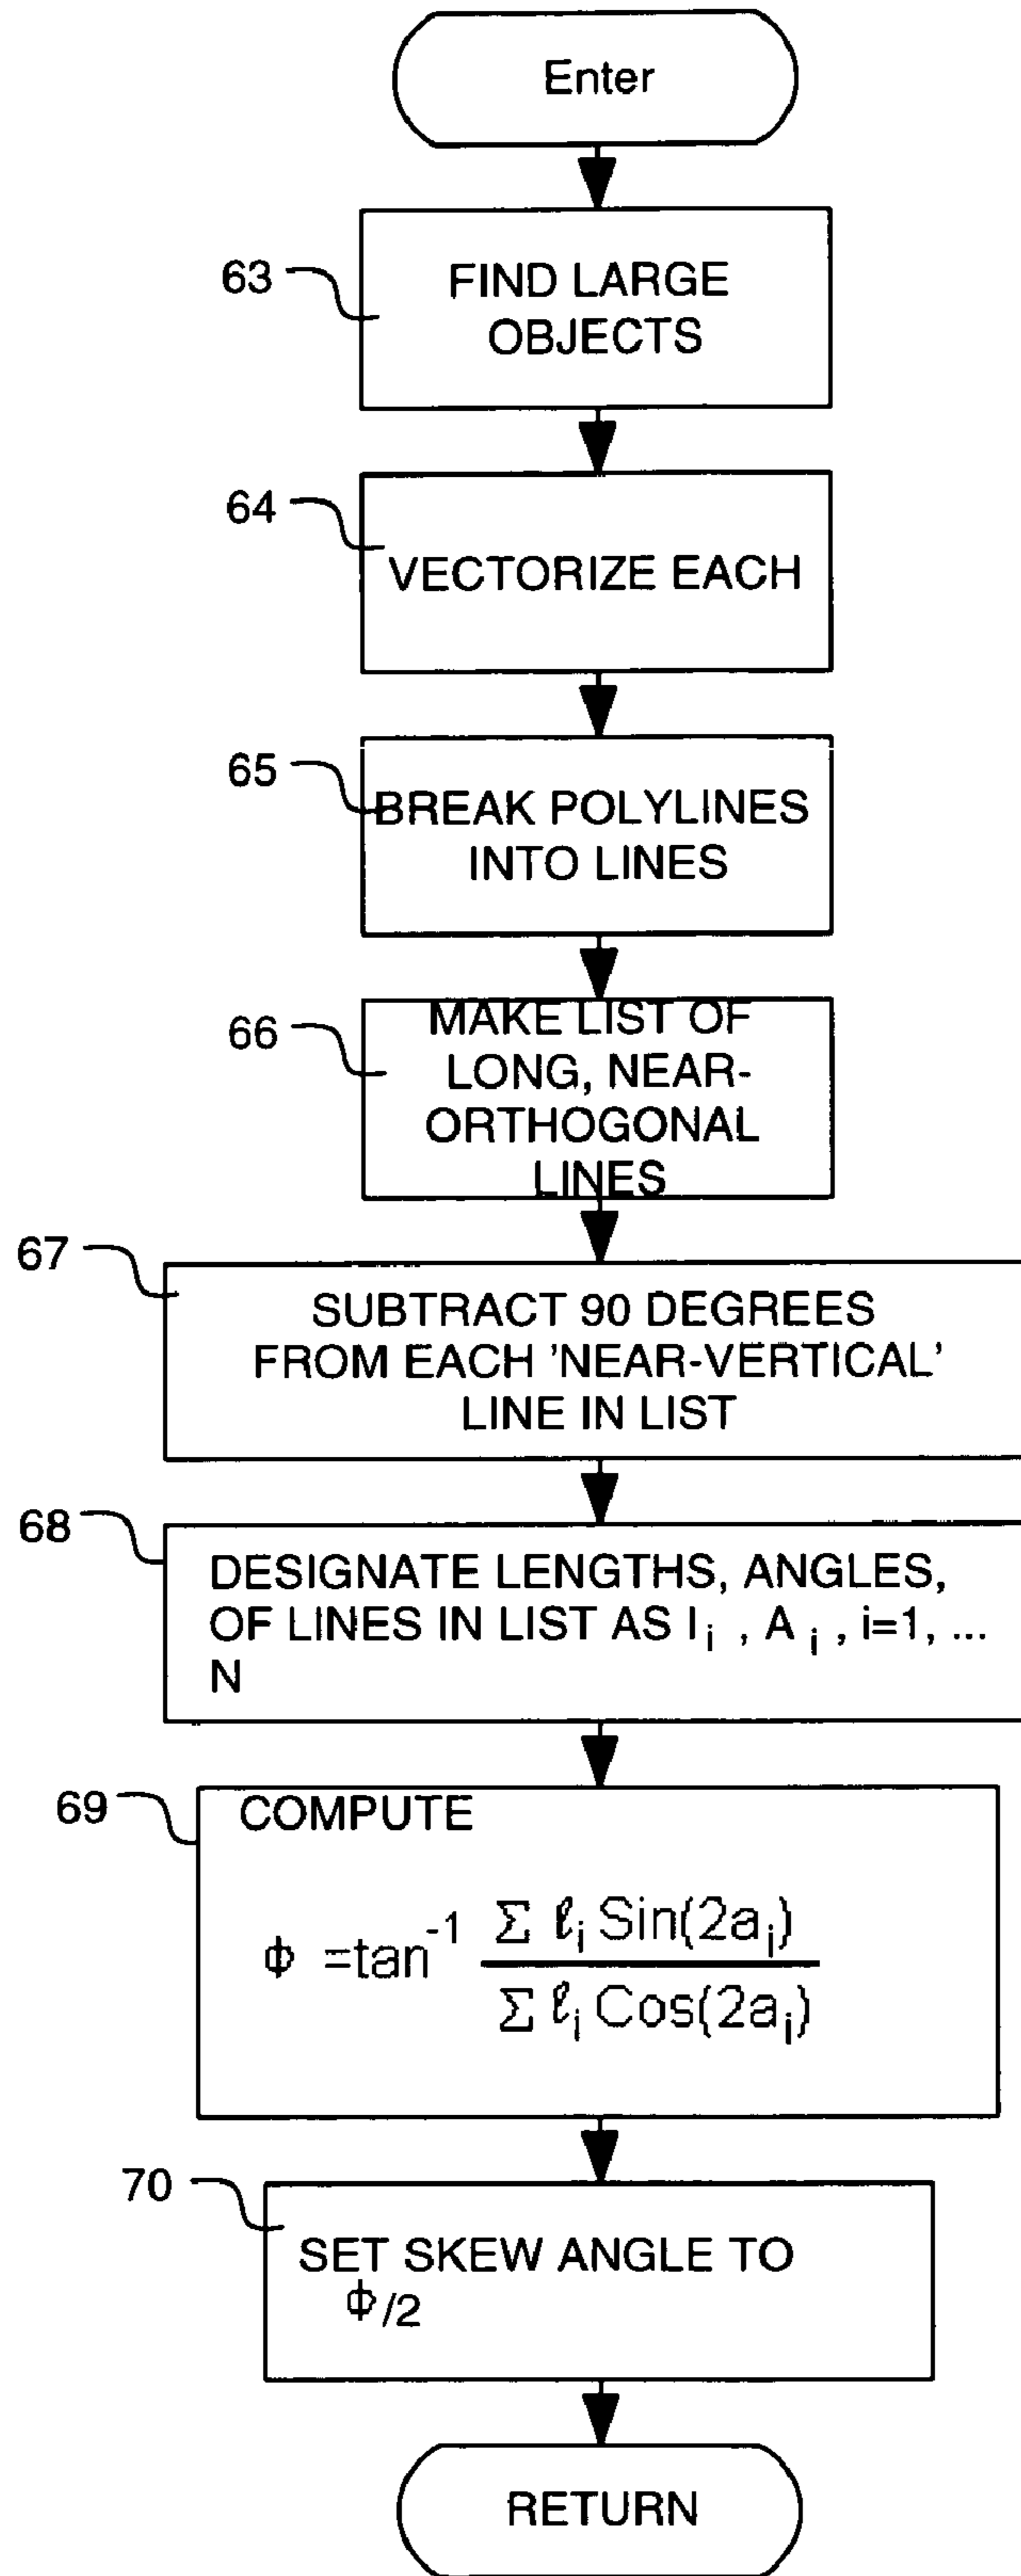 Enter
63
FIND LARGE
OBJECTS
64
VECTORIZE EACH
65
BREAK POLYLINES
INTO LINES
66
MAKE LIST OF
LONG, NEAR-
ORTHOGONAL
LINES
67
SUBTRACT 90 DEGREES
FROM EACH 'NEAR-VERTICAL'
LINE IN LIST
68
DESIGNATE LENGTHS, ANGLES,
OF LINES IN LIST AS lᵢ , Aᵢ , i=1, ...
N
69
COMPUTE
Φ =tan⁻¹ Σ ℓᵢ Sin(2aᵢ)
Σ ℓᵢ Cos(2aᵢ)
70
SET SKEW ANGLE TO
Φ/2
RETURN